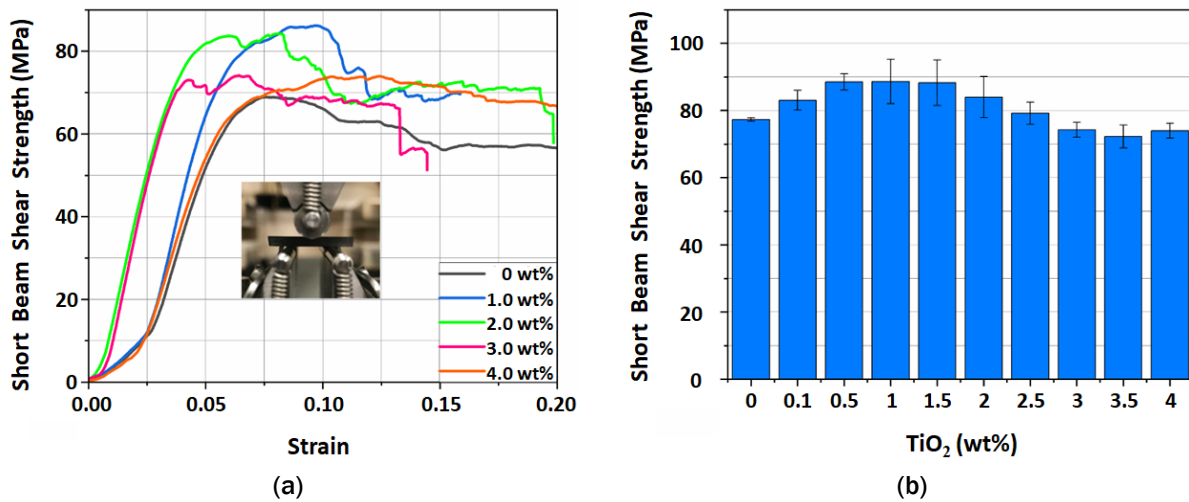 Short Beam Shear Strength (MPa)
80
60
40
20
0
0.00 0.05 0.10 0.15 0.20
Strain
0 wt%
1.0 wt%
2.0 wt%
3.0 wt%
4.0 wt%
(a)
Short Beam Shear Strength (MPa)
100
80
60
40
20
0
0 0.1 0.5 1 1.5 2 2.5 3 3.5 4
TiO₂ (wt%)
(b)